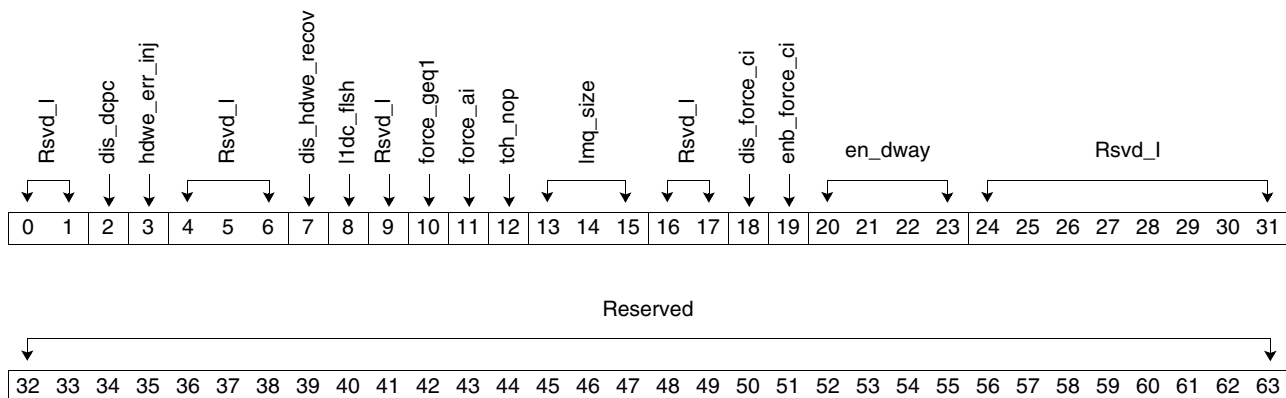 Rsvd_I dis_dcpc hdwe_err_inj Rsvd_I dis_hdwe_recov l1dc_flsh Rsvd_I force_geq1 force_ai tch_nop lmq_size Rsvd_I dis_force_ci enb_force_ci en_dway Rsvd_I
0 1 2 3 4 5 6 7 8 9 10 11 12 13 14 15 16 17 18 19 20 21 22 23 24 25 26 27 28 29 30 31
Reserved
32 33 34 35 36 37 38 39 40 41 42 43 44 45 46 47 48 49 50 51 52 53 54 55 56 57 58 59 60 61 62 63